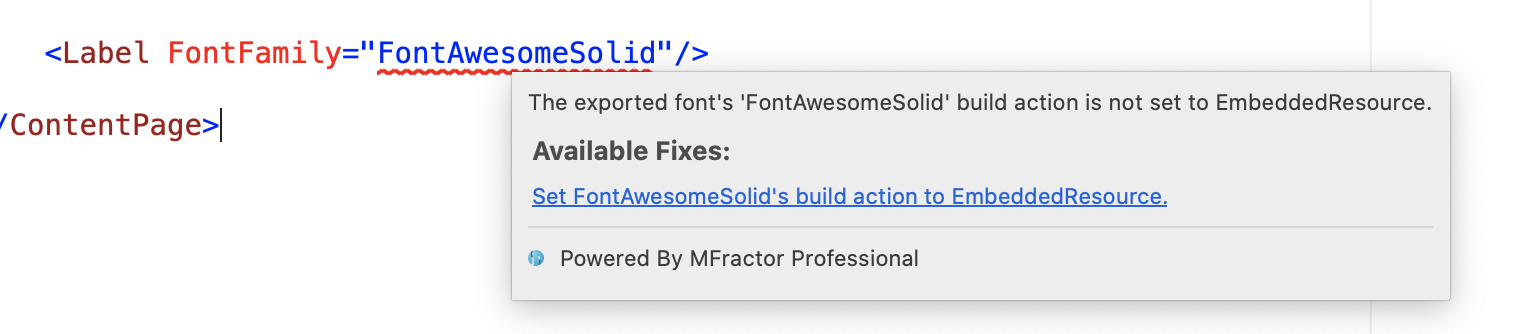 <Label FontFamily="FontAwesomeSolid"/>
The exported font's 'FontAwesomeSolid' build action is not set to EmbeddedResource.
/ContentPage>
Available Fixes:
Set FontAwesomeSolid's build action to EmbeddedResource.
Powered By MFractor Professional